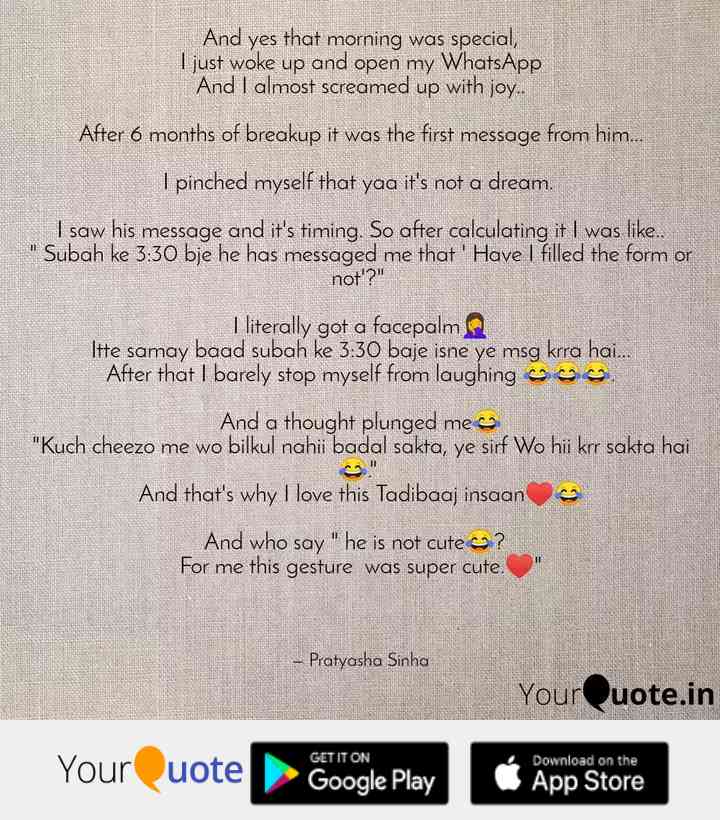 And yes that morning was special,
I just woke up and open my WhatsApp
And I almost screamed up with joy..
After 6 months of breakup it was the first message from him...
I pinched myself that yaa it's not a dream.
I saw his message and it's timing. So after calculating it I was like..
" Subah ke 3:30 bje he has messaged me that ' Have I filled the form or
not'?"
I literally got a facepalm🤦‍♀️
Itte samay baad subah ke 3:30 baje isne ye msg krra hai...
After that I barely stop myself from laughing 😂😂😂.
And a thought plunged me😂
"Kuch cheezo me wo bilkul nahii badal sakta, ye sirf Wo hii krr sakta hai
😂."
And that's why I love this Tadibaaj insaan❤️😂
And who say " he is not cute😂?
For me this gesture was super cute.❤️"
– Pratyasha Sinha
YourQuote.in
YourQuote
GET IT ON
Google Play
Download on the
App Store